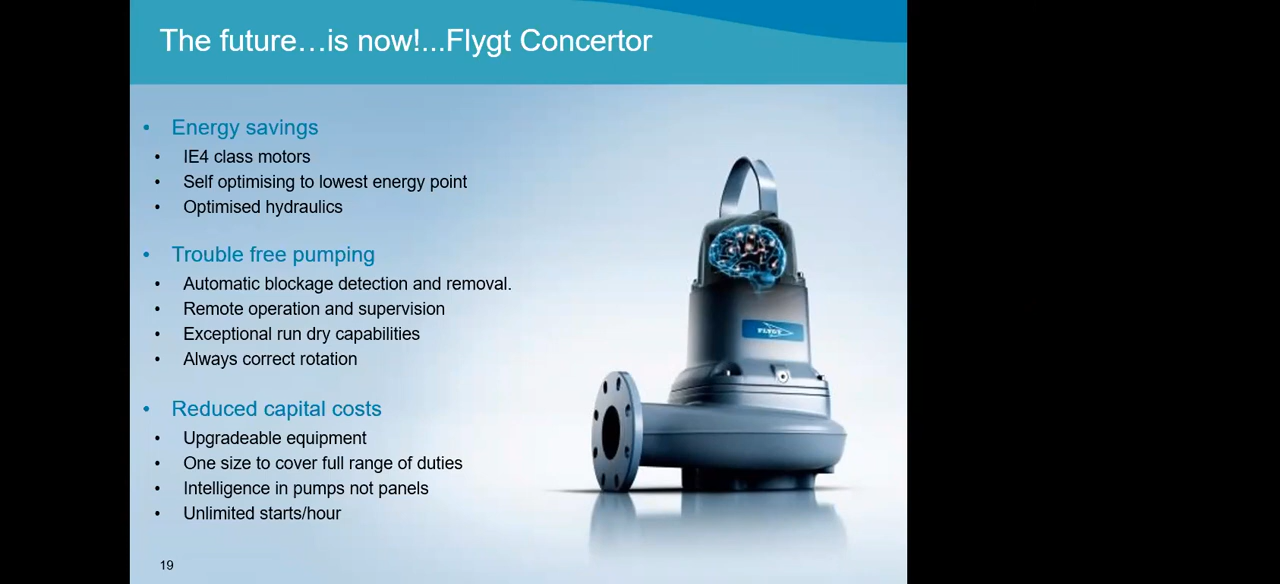 The future…is now!...Flygt Concertor
• Energy savings
• IE4 class motors
• Self optimising to lowest energy point
• Optimised hydraulics
• Trouble free pumping
• Automatic blockage detection and removal.
• Remote operation and supervision
• Exceptional run dry capabilities
• Always correct rotation
• Reduced capital costs
• Upgradeable equipment
• One size to cover full range of duties
• Intelligence in pumps not panels
• Unlimited starts/hour
FLYGT
19